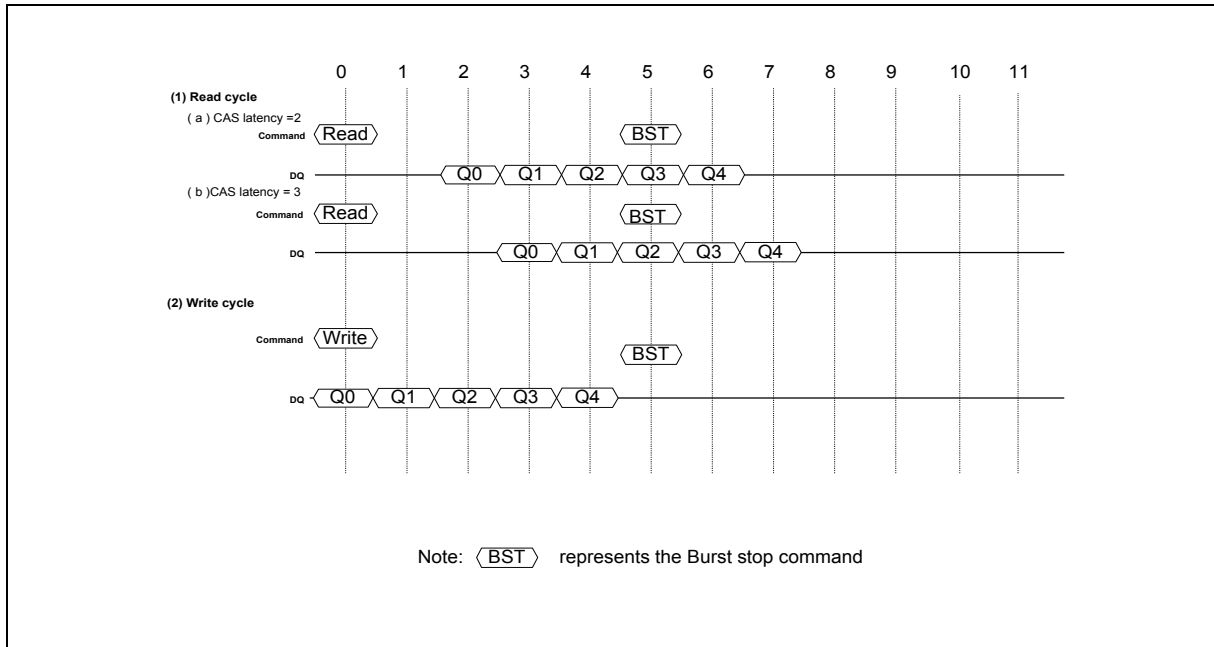 0 1 2 3 4 5 6 7 8 9 10 11
(1) Read cycle
( a ) CAS latency =2
Command Read BST
DQ Q0 Q1 Q2 Q3 Q4
( b )CAS latency = 3
Command Read BST
DQ Q0 Q1 Q2 Q3 Q4
(2) Write cycle
Command Write
BST
DQ Q0 Q1 Q2 Q3 Q4
Note: BST represents the Burst stop command